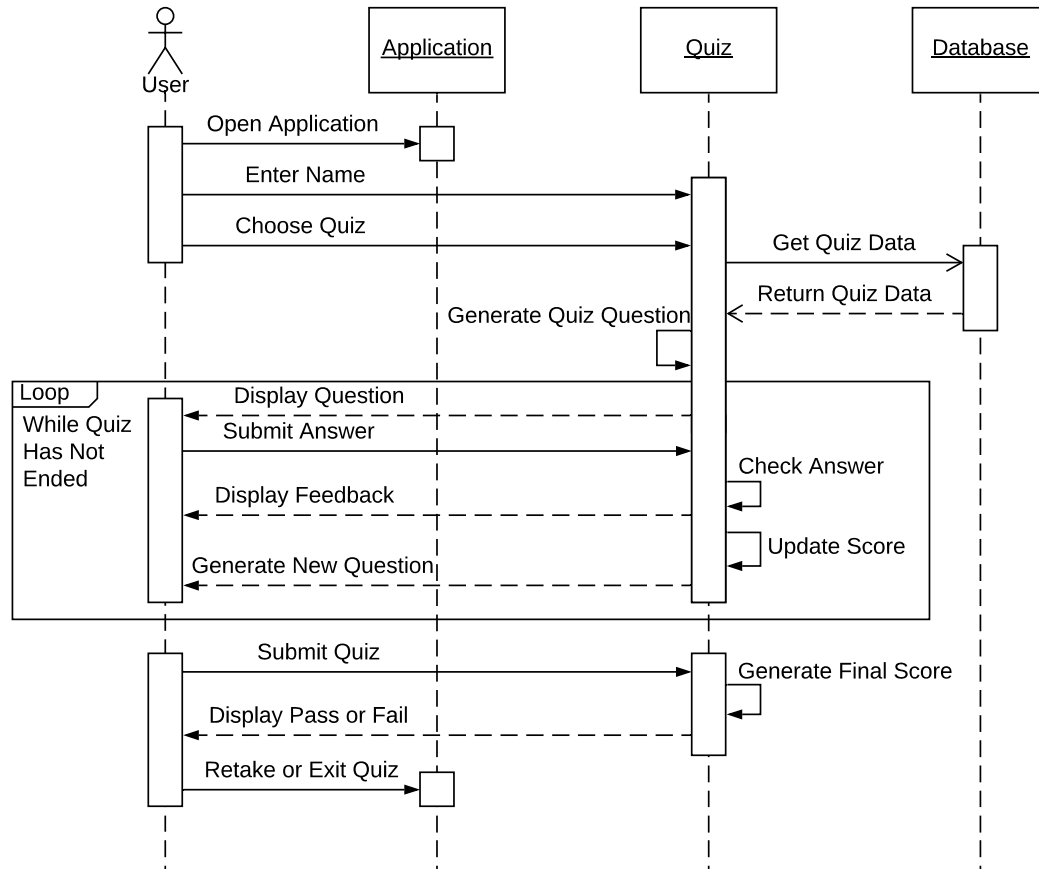 User
Application
Quiz
Database
Open Application
Enter Name
Choose Quiz
Get Quiz Data
Return Quiz Data
Generate Quiz Question
Loop
While Quiz
Has Not
Ended
Display Question
Submit Answer
Check Answer
Display Feedback
Update Score
Generate New Question
Submit Quiz
Generate Final Score
Display Pass or Fail
Retake or Exit Quiz